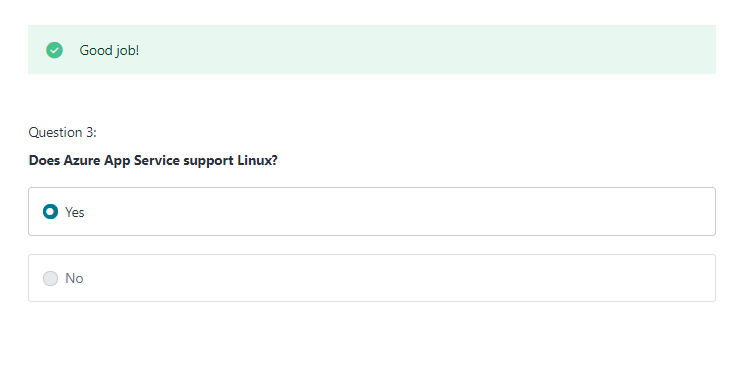 Good job!
Question 3:
Does Azure App Service support Linux?
Yes
No